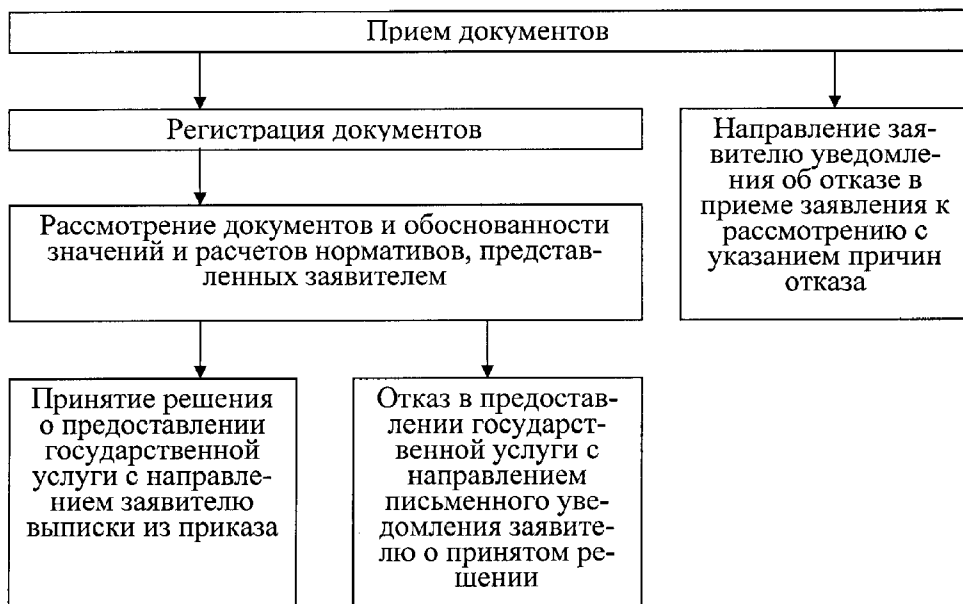 Прием документов
Регистрация документов
Направление зая-
вителю уведомле-
ния об отказе в
приеме заявления к
рассмотрению с
указанием причин
отказа
Рассмотрение документов и обоснованности
значений и расчетов нормативов, представ-
ленных заявителем
Принятие решения
о предоставлении
государственной
услуги с направле-
нием заявителю
выписки из приказа
Отказ в предостав-
лении государст-
венной услуги с
направлением
письменного уве-
домления заявите-
лю о принятом ре-
шении